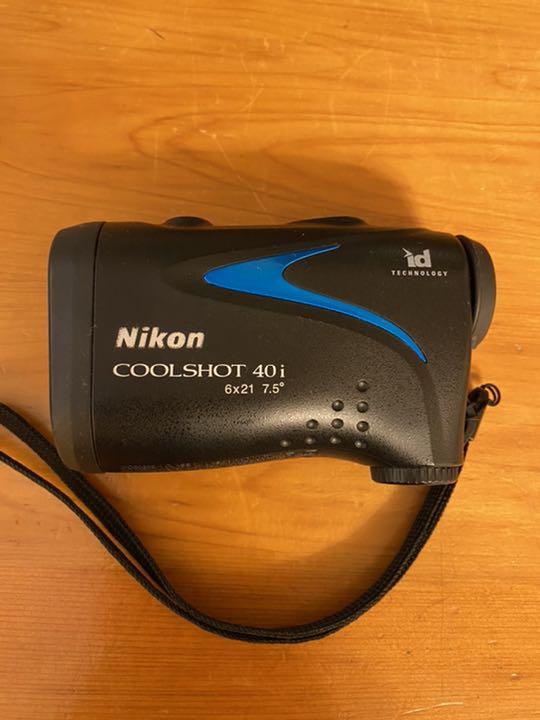 id
TECHNOLOGY
Nikon
COOLSHOT 40i
6x21 7.5°